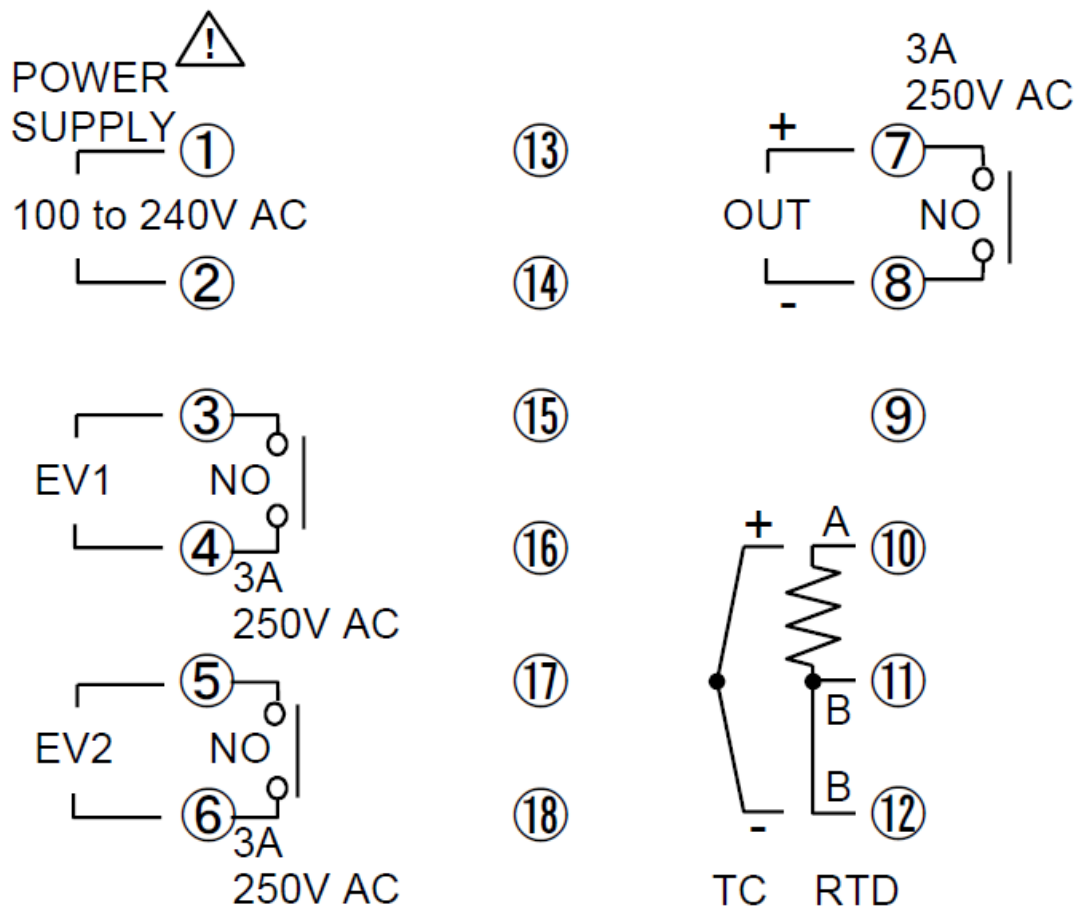 !
POWER
SUPPLY
①
100 to 240V AC
②
③
EV1
NO
④
3A
250V AC
⑤
EV2
NO
⑥
3A
250V AC
⑬
⑭
⑮
⑯
⑰
⑱
3A
250V AC
+
⑦
OUT
NO
-
⑧
⑨
+
A
⑩
⑪
B
B
-
⑫
TC
RTD